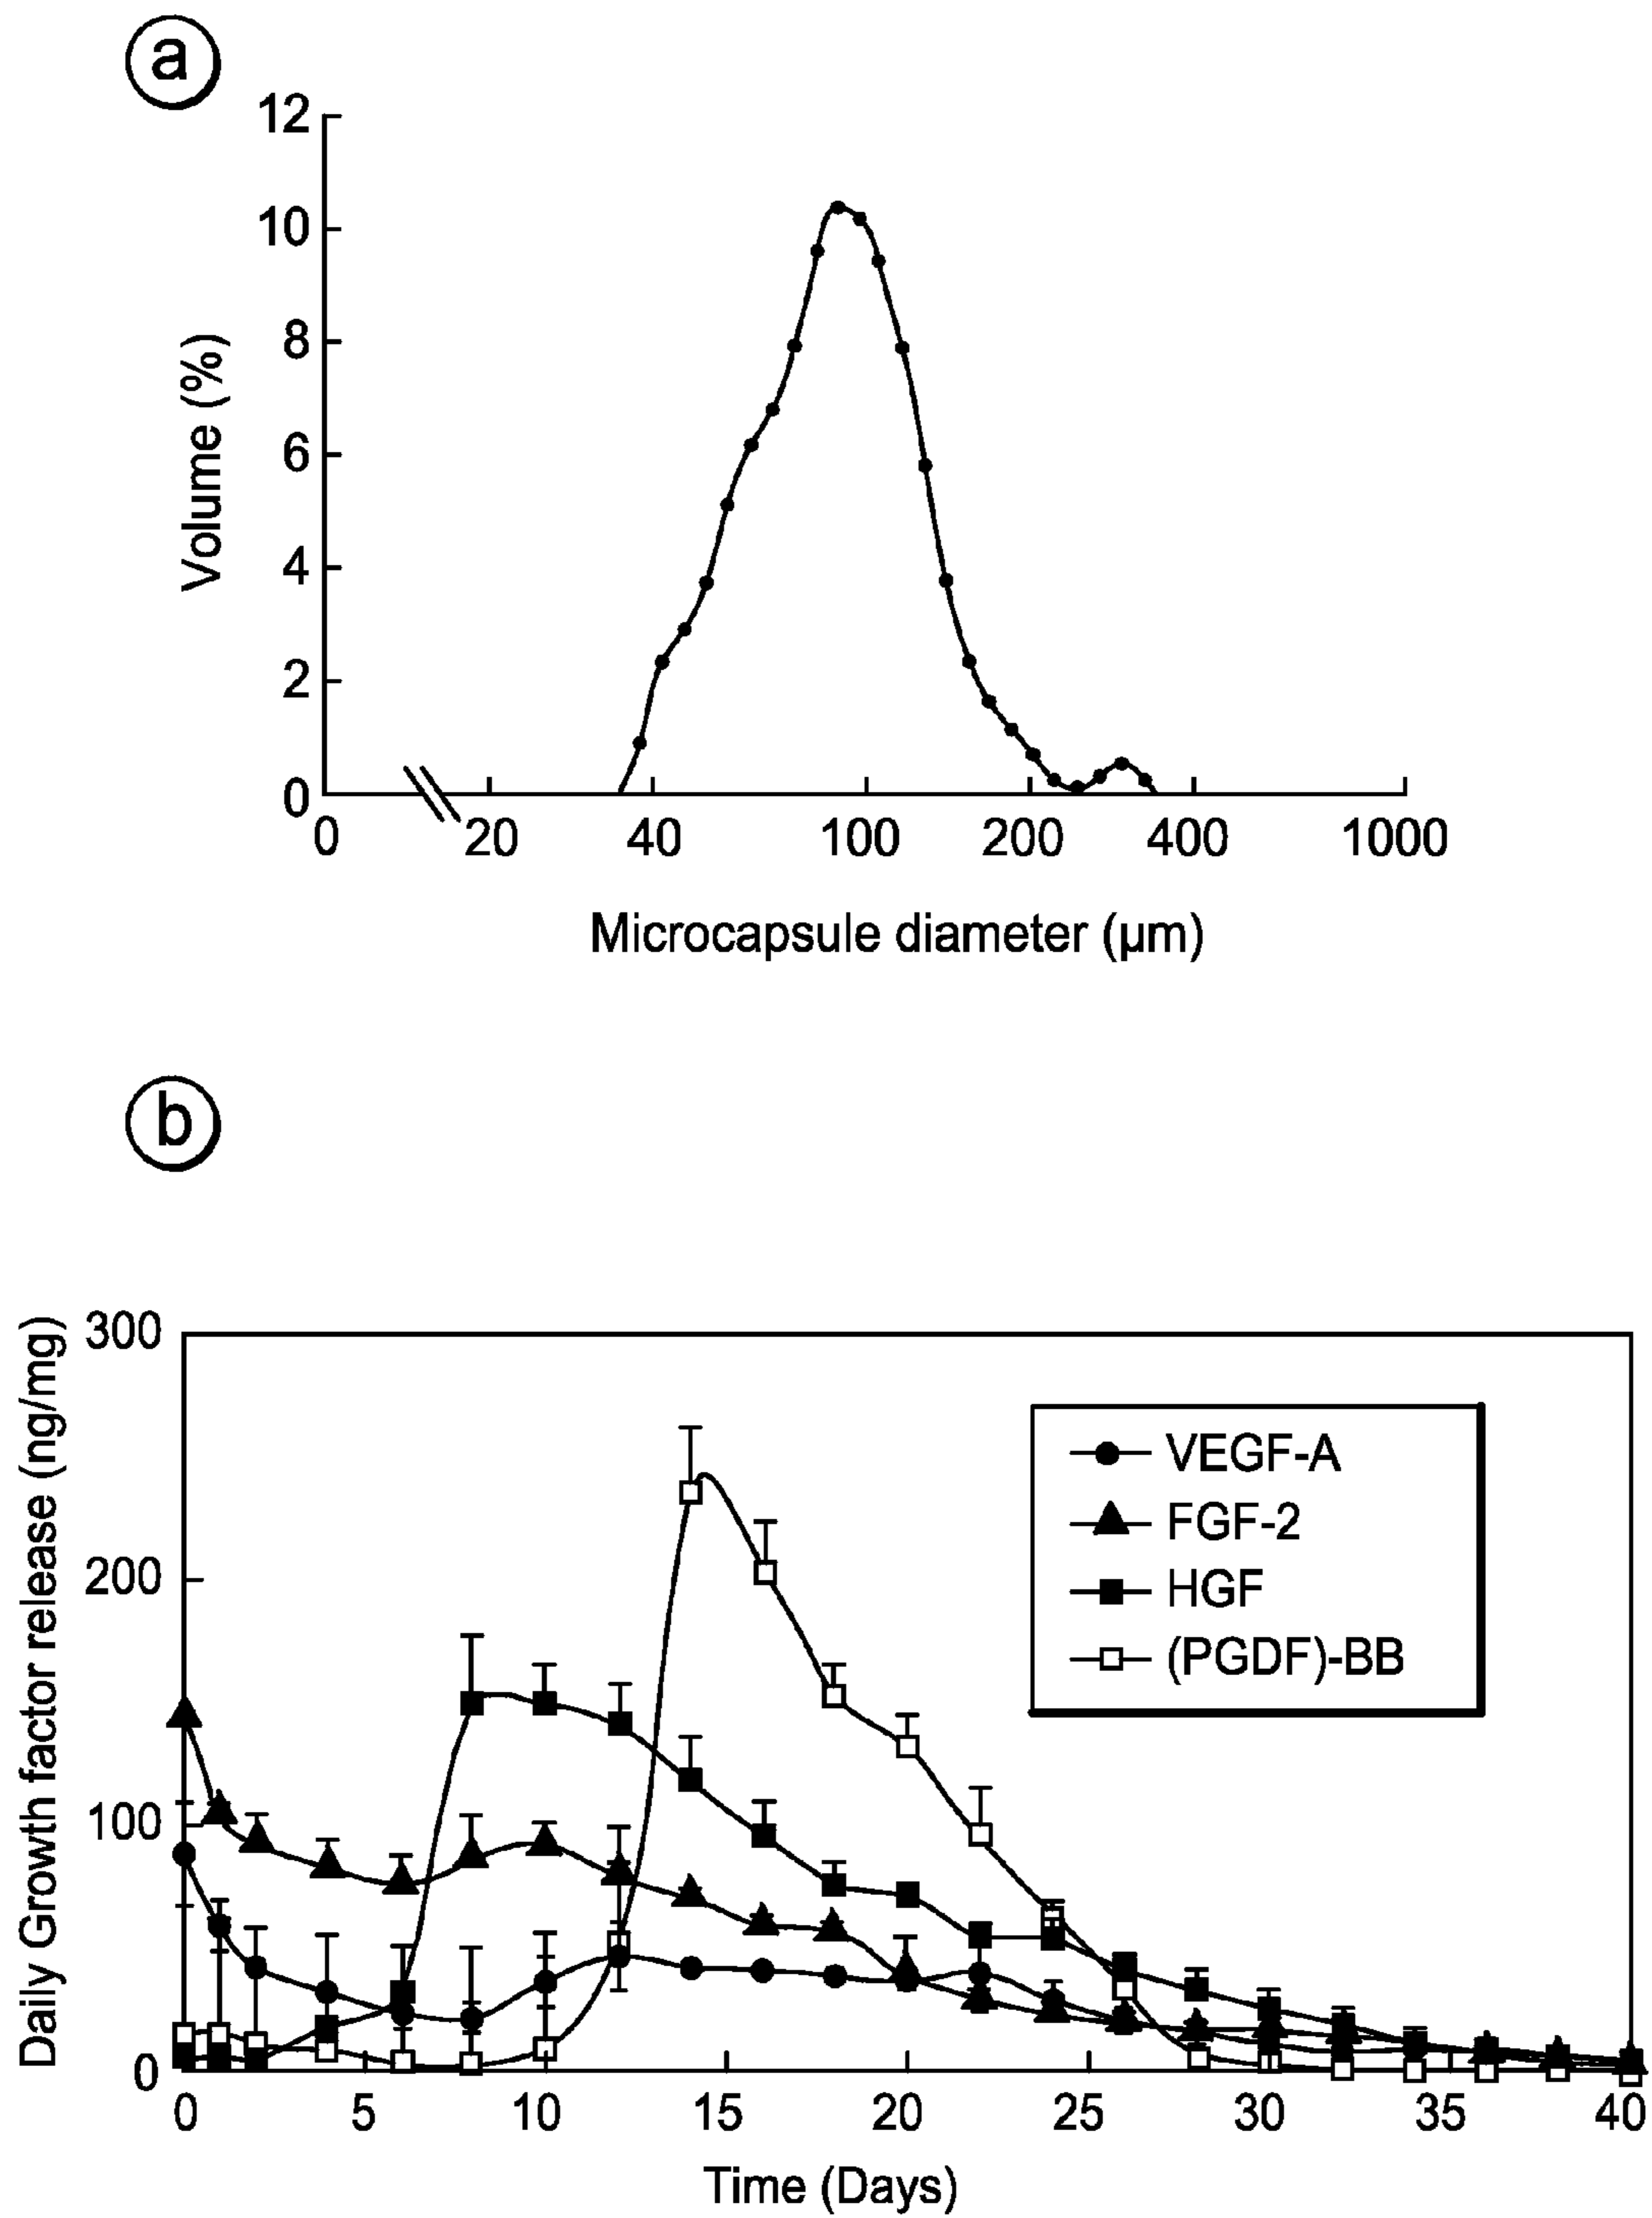 a
12
10
8
6
4
2
0
Volume (%)
0 20 40 100 200 400 1000
Microcapsule diameter (µm)
b
300
200
100
0
Daily Growth factor release (ng/mg)
VEGF-A
FGF-2
HGF
(PGDF)-BB
0 5 10 15 20 25 30 35 40
Time (Days)